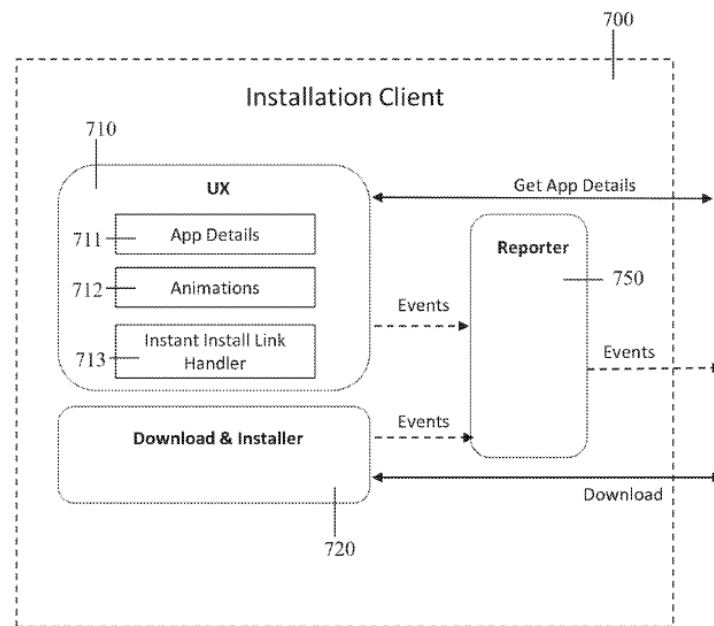 700
Installation Client
710
UX
Get App Details
711
App Details
Reporter
712
Animations
750
Events
713
Instant Install Link
Handler
Events
Download & Installer
Events
Download
720